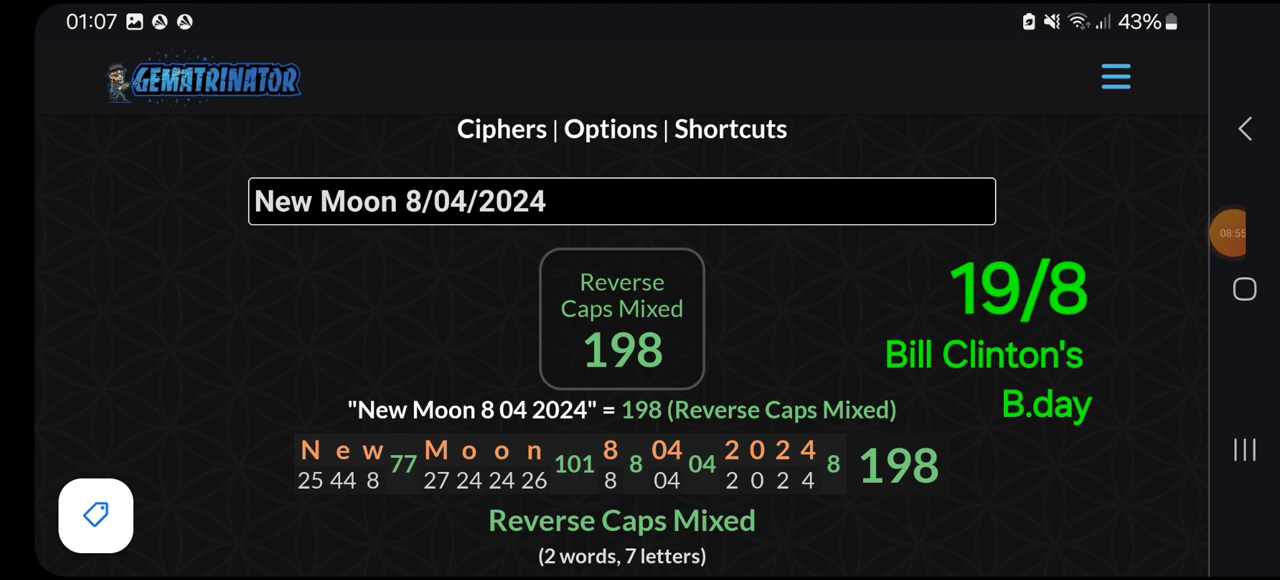 01:07 43%
GEMATRINATOR
Ciphers | Options | Shortcuts
New Moon 8/04/2024
08:55
Reverse
Caps Mixed
198
19/8
Bill Clinton's
B.day
"New Moon 8 04 2024" = 198 (Reverse Caps Mixed)
N e w 77 M o o n 101 8 8 04 04 2 0 2 4 8 198
25 44 8 27 24 24 26 8 04 2 0 2 4
Reverse Caps Mixed
(2 words, 7 letters)